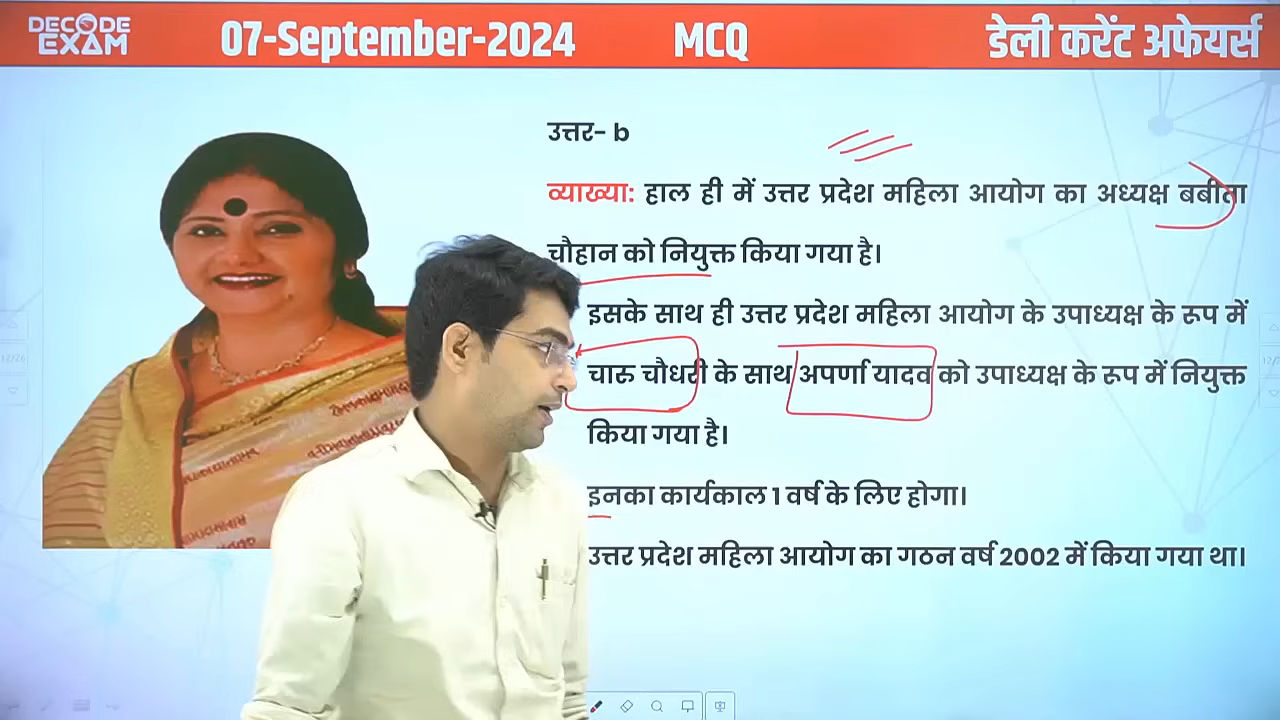 DECODE
EXAM
07-September-2024 MCQ डेली करेंट अफेयर्स
उत्तर- b
व्याख्या: हाल ही में उत्तर प्रदेश महिला आयोग का अध्यक्ष बबीता
चौहान को नियुक्त किया गया है।
इसके साथ ही उत्तर प्रदेश महिला आयोग के उपाध्यक्ष के रूप में
चारु चौधरी के साथ अपर्णा यादव को उपाध्यक्ष के रूप में नियुक्त
किया गया है।
इनका कार्यकाल 1 वर्ष के लिए होगा।
उत्तर प्रदेश महिला आयोग का गठन वर्ष 2002 में किया गया था।
12/26